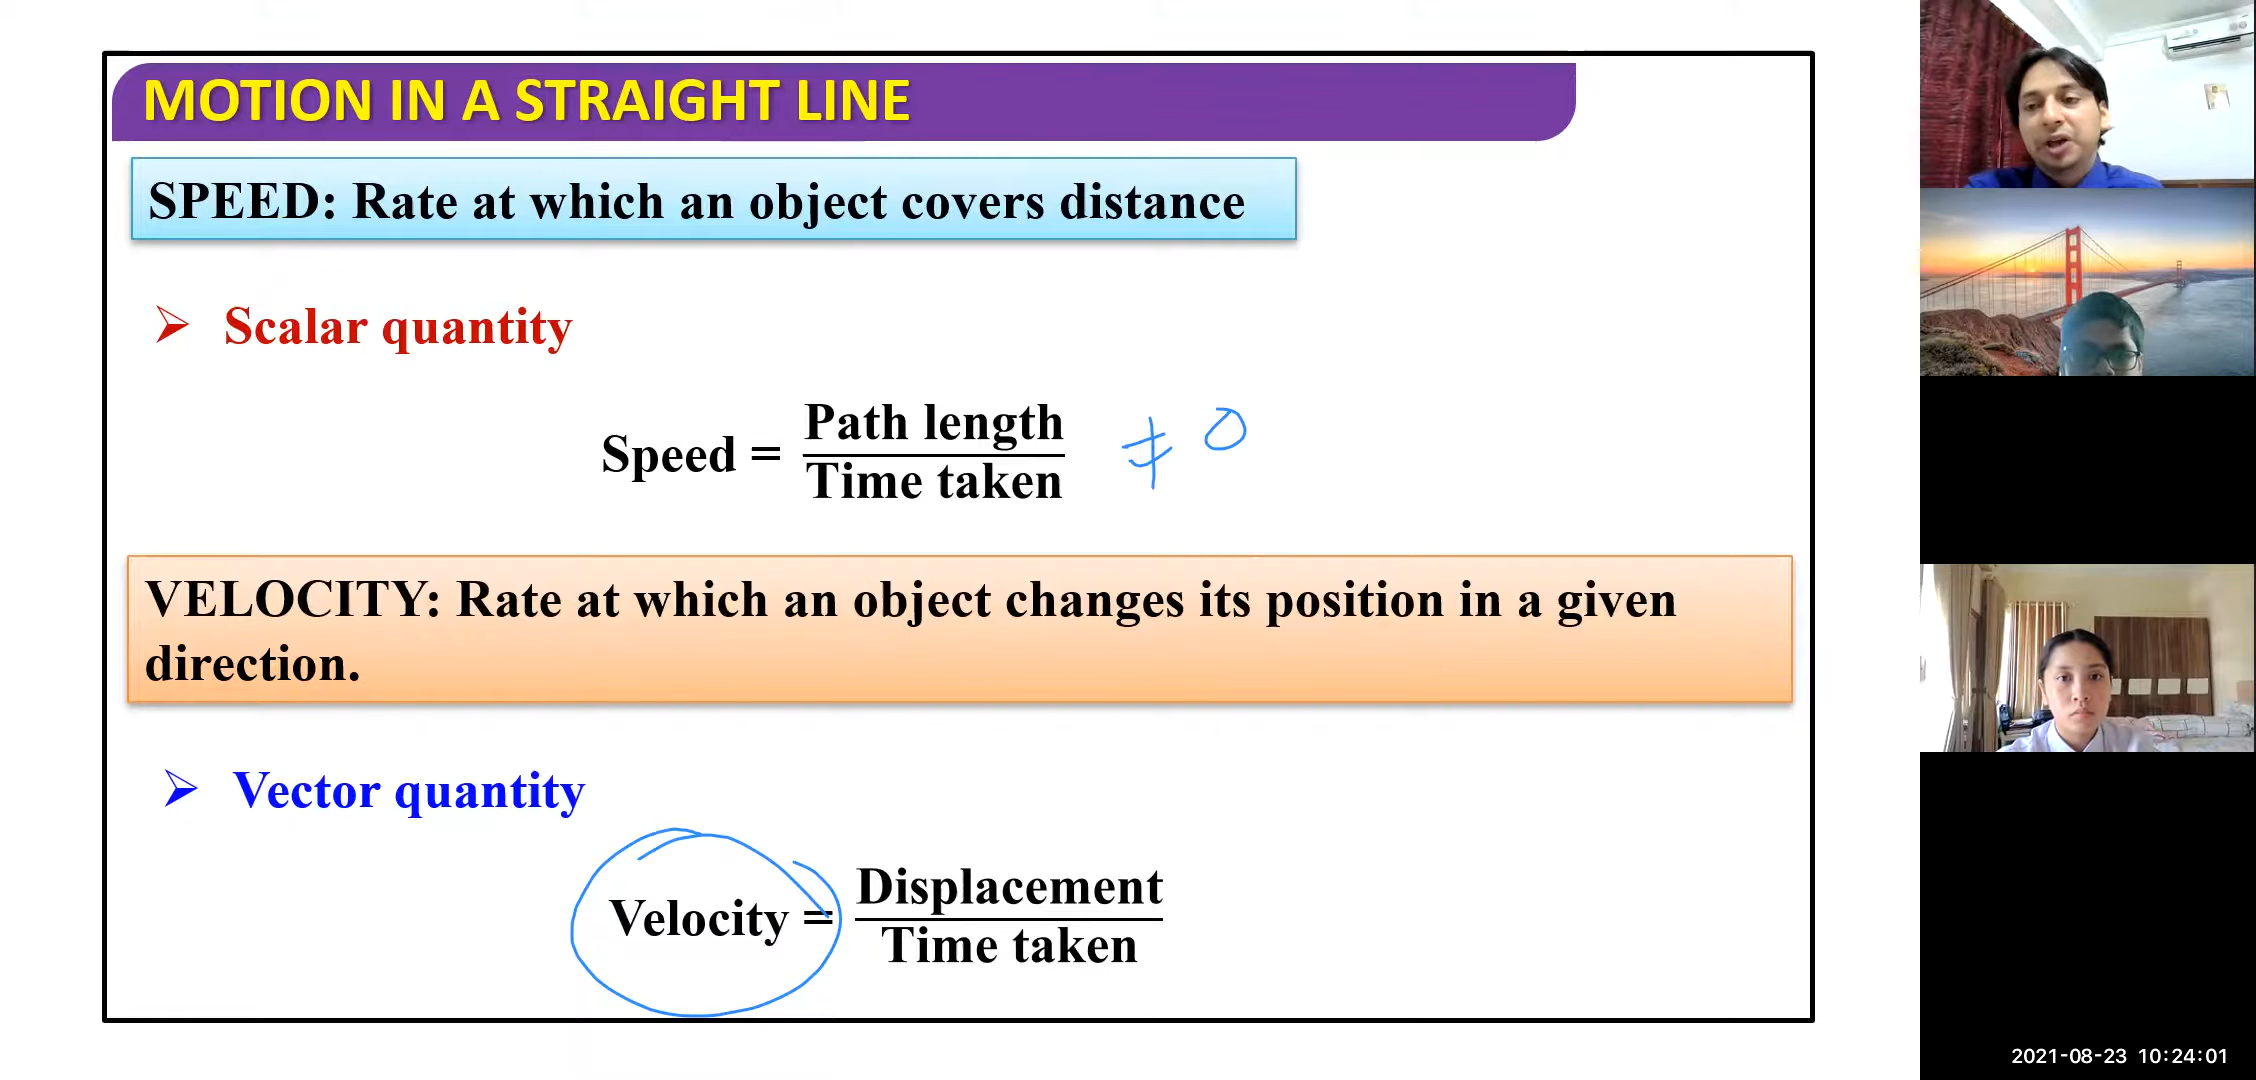 MOTION IN A STRAIGHT LINE
SPEED: Rate at which an object covers distance
➢ Scalar quantity
Speed = Path length / Time taken ≠ 0
VELOCITY: Rate at which an object changes its position in a given
direction.
➢ Vector quantity
Velocity = Displacement / Time taken
2021-08-23 10:24:01